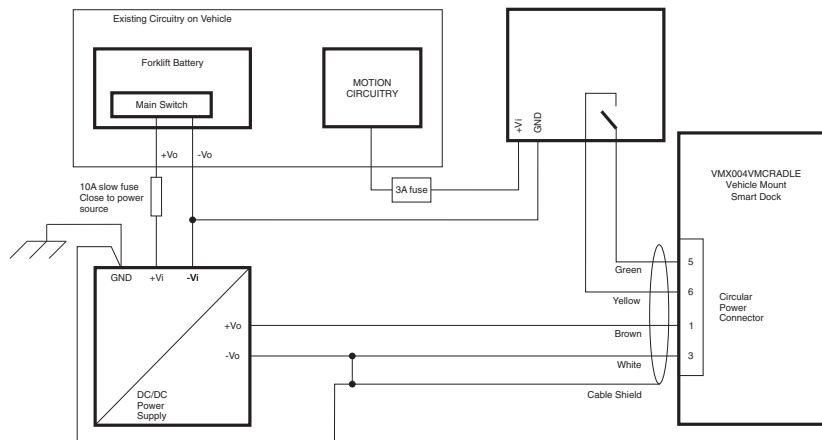 Existing Circuitry on Vehicle
Forklift Battery
Main Switch
MOTION
CIRCUITRY
+Vo
-Vo
10A slow fuse
Close to power
source
3A fuse
+Vi
GND
VMX004VMCRADLE
Vehicle Mount
Smart Dock
GND
+Vi
-Vi
+Vo
-Vo
DC/DC
Power
Supply
Green
5
Yellow
6
Brown
1
White
3
Cable Shield
Circular
Power
Connector